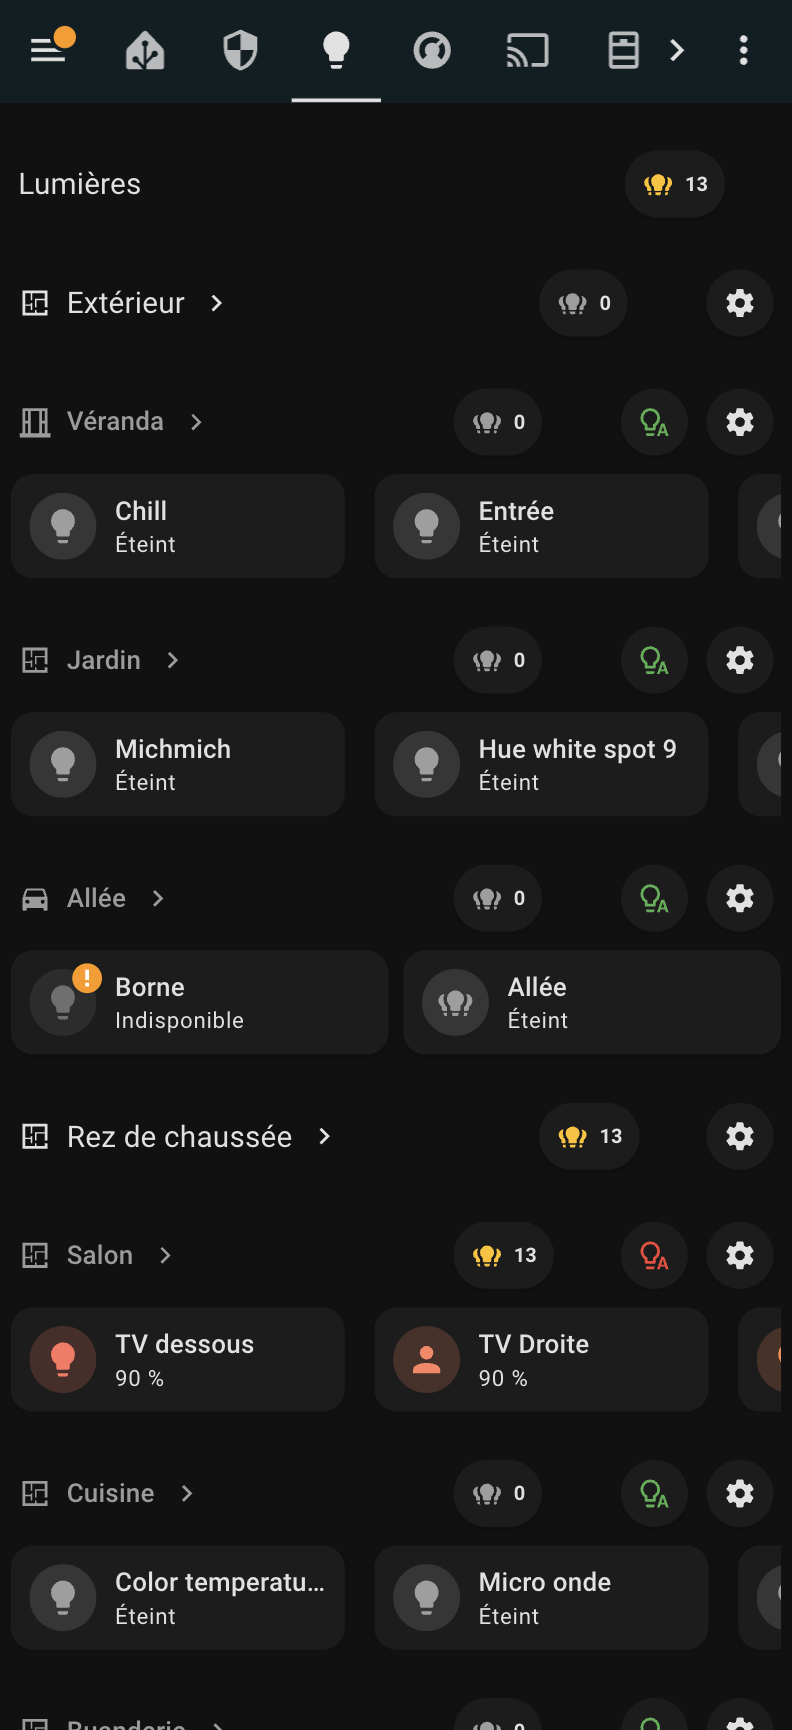 Lumières
13
Extérieur
0
Véranda
0
A
Chill
Éteint
Entrée
Éteint
Jardin
0
A
Michmich
Éteint
Hue white spot 9
Éteint
Allée
0
A
!
Borne
Indisponible
Allée
Éteint
Rez de chaussée
13
Salon
13
A
TV dessous
90 %
TV Droite
90 %
Cuisine
0
A
Color temperatu...
Éteint
Micro onde
Éteint
Buanderie
0